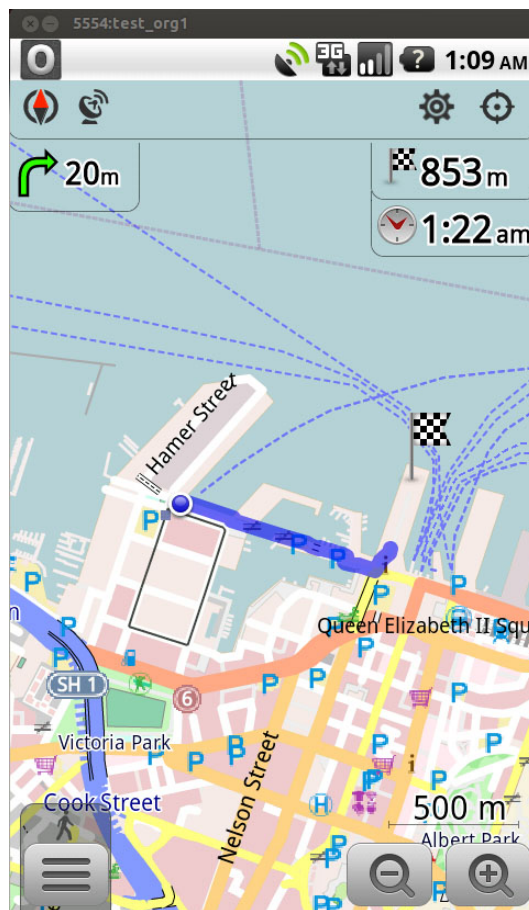 5554:test_org1
O
3G
?
1:09 AM
20m
853 m
1:22 am
Hamer Street
P
P
P
i
P
P
P
Queen Elizabeth II Squ
n
P
P
SH 1
6
P
P
P
P
P
P
Victoria Park
P
i
P
Nelson Street
Cook Street
H
500 m
Albert Park
P
P
P
P